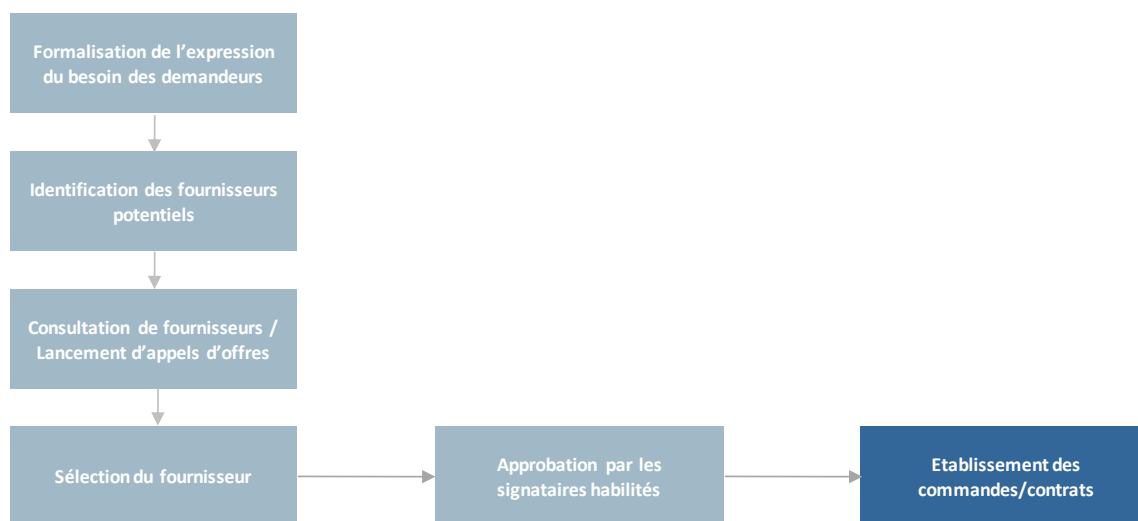 Formalisation de l’expression
du besoin des demandeurs
Identification des fournisseurs
potentiels
Consultation de fournisseurs /
Lancement d’appels d’offres
Sélection du fournisseur
Approbation par les
signataires habilités
Etablissement des
commandes/contrats